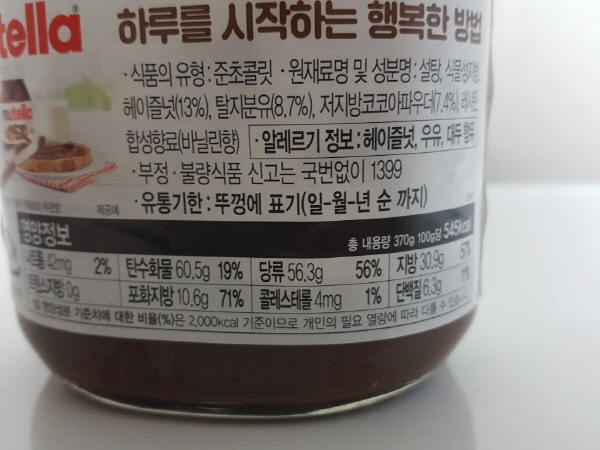 nutella
하루를 시작하는 행복한 방법
nutella
· 식품의 유형 : 준초콜릿 · 원재료명 및 성분명 : 설탕, 식물성지방,
헤이즐넛(13%), 탈지분유(8.7%), 저지방코코아파우더(7.4%), 레시틴,
합성향료(바닐린향) · 알레르기 정보 : 헤이즐넛, 우유, 대두 함유
· 부정 · 불량식품 신고는 국번없이 1399
· 유통기한 : 뚜껑에 표기(일-월-년 순 까지)
영양정보 총 내용량 370g 100g당 545kcal
나트륨 42mg 2% 탄수화물 60.5g 19% 당류 56.3g 56% 지방 30.9g 57%
트랜스지방 0g 포화지방 10.6g 71% 콜레스테롤 4mg 1% 단백질 6.3g 11%
1일 영양성분 기준치에 대한 비율(%)은 2,000kcal 기준이므로 개인의 필요 열량에 따라 다를 수